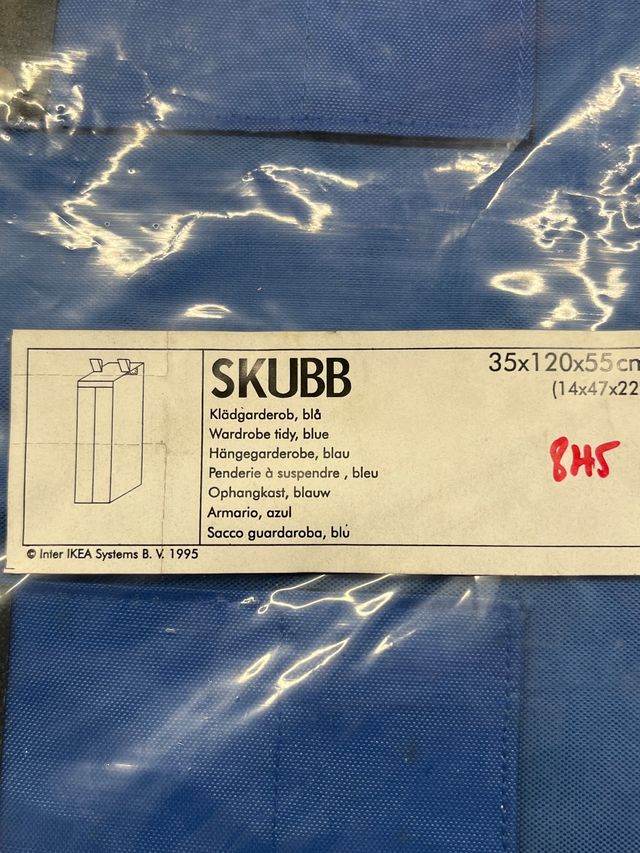 SKUBB
35x120x55 cm
(14x47x22
Klädgarderob, blå
Wardrobe tidy, blue
Hängegarderobe, blau
Penderie à suspendre , bleu
Ophangkast, blauw
Armario, azul
Sacco guardaroba, blu
8H5
© Inter IKEA Systems B. V. 1995